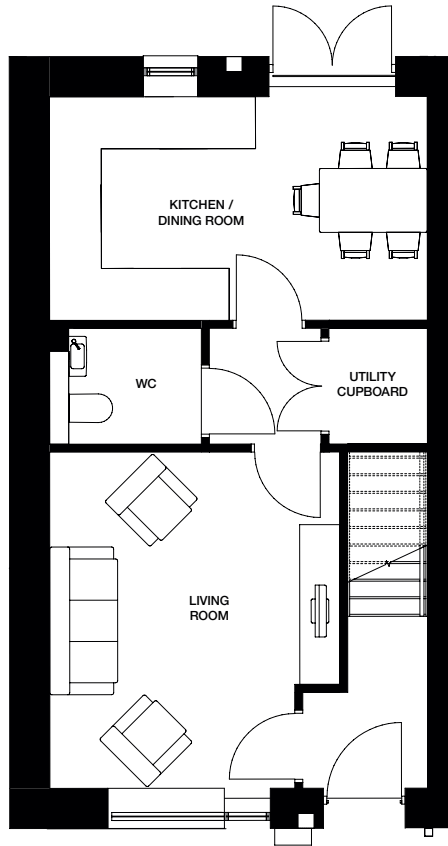 KITCHEN /
DINING ROOM
WC
UTILITY
CUPBOARD
LIVING
ROOM